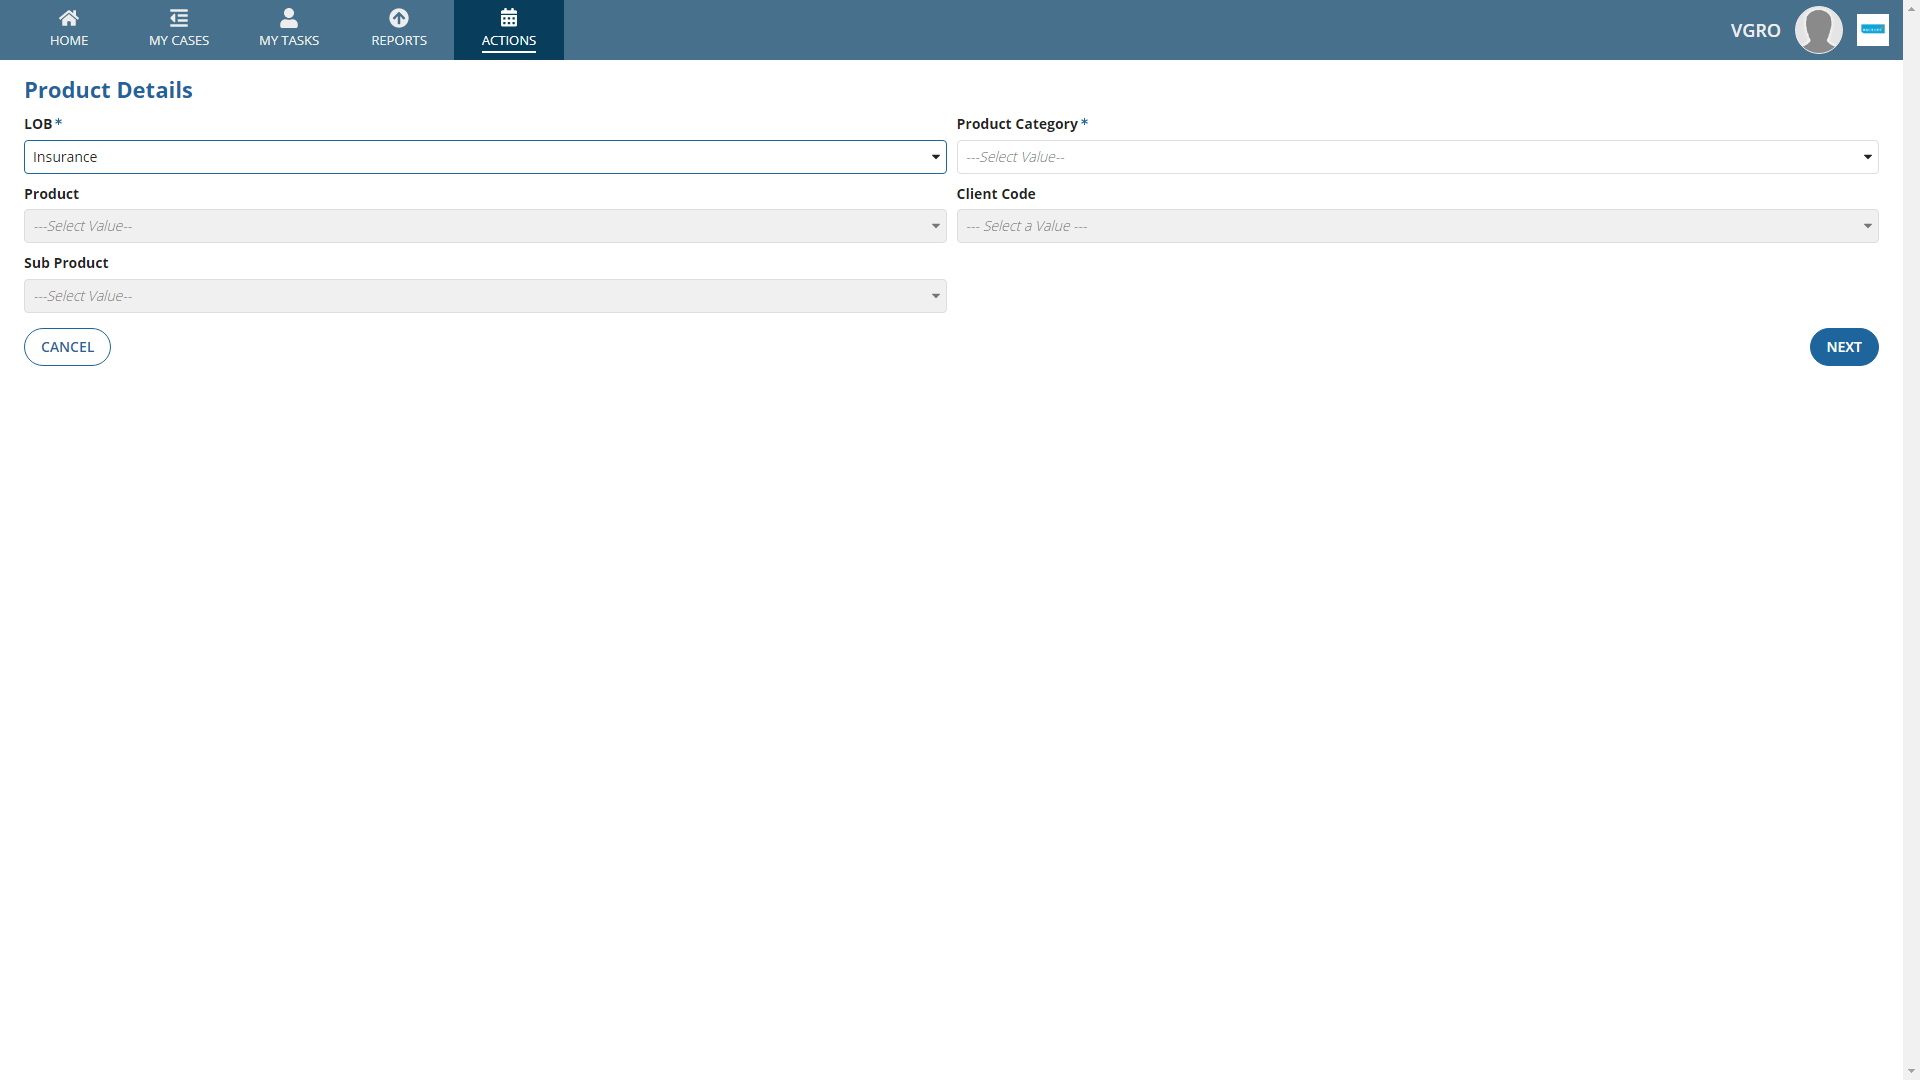 HOME
MY CASES
MY TASKS
REPORTS
ACTIONS
VGRO
Product Details
LOB*
Product Category*
Insurance
---Select Value--
Product
Client Code
---Select Value--
--- Select a Value ---
Sub Product
---Select Value--
CANCEL
NEXT